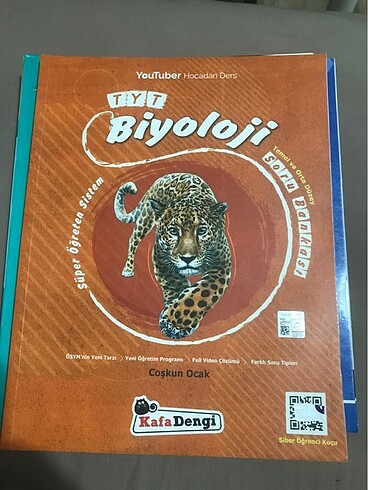 YouTuber Hocadan Ders
TYT
Biyoloji
Temel ve Orta Düzey
Soru Bankası
Süper Öğreten Sistem
ÖSYM'nin Yeni Tarzı > Yeni Öğretim Programı > Full Video Çözümü > Farklı Soru Tipleri
Coşkun Ocak
KafaDengi
Siber Öğrenci Koçu